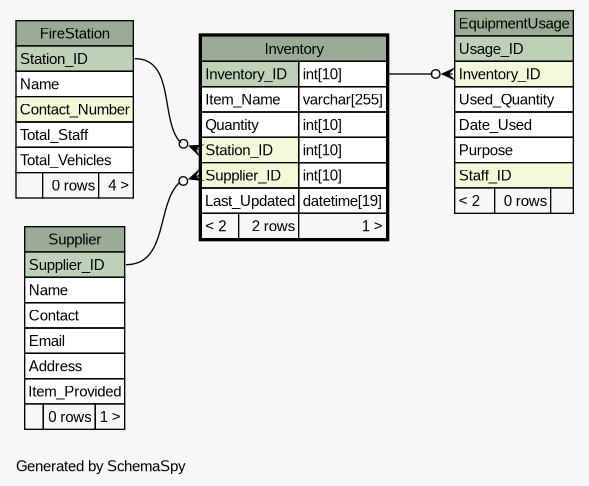 FireStation
Station_ID
Name
Contact_Number
Total_Staff
Total_Vehicles
0 rows 4 >
Inventory
Inventory_ID int[10]
Item_Name varchar[255]
Quantity int[10]
Station_ID int[10]
Supplier_ID int[10]
Last_Updated datetime[19]
< 2 2 rows 1 >
EquipmentUsage
Usage_ID
Inventory_ID
Used_Quantity
Date_Used
Purpose
Staff_ID
< 2 0 rows
Supplier
Supplier_ID
Name
Contact
Email
Address
Item_Provided
0 rows 1 >
Generated by SchemaSpy